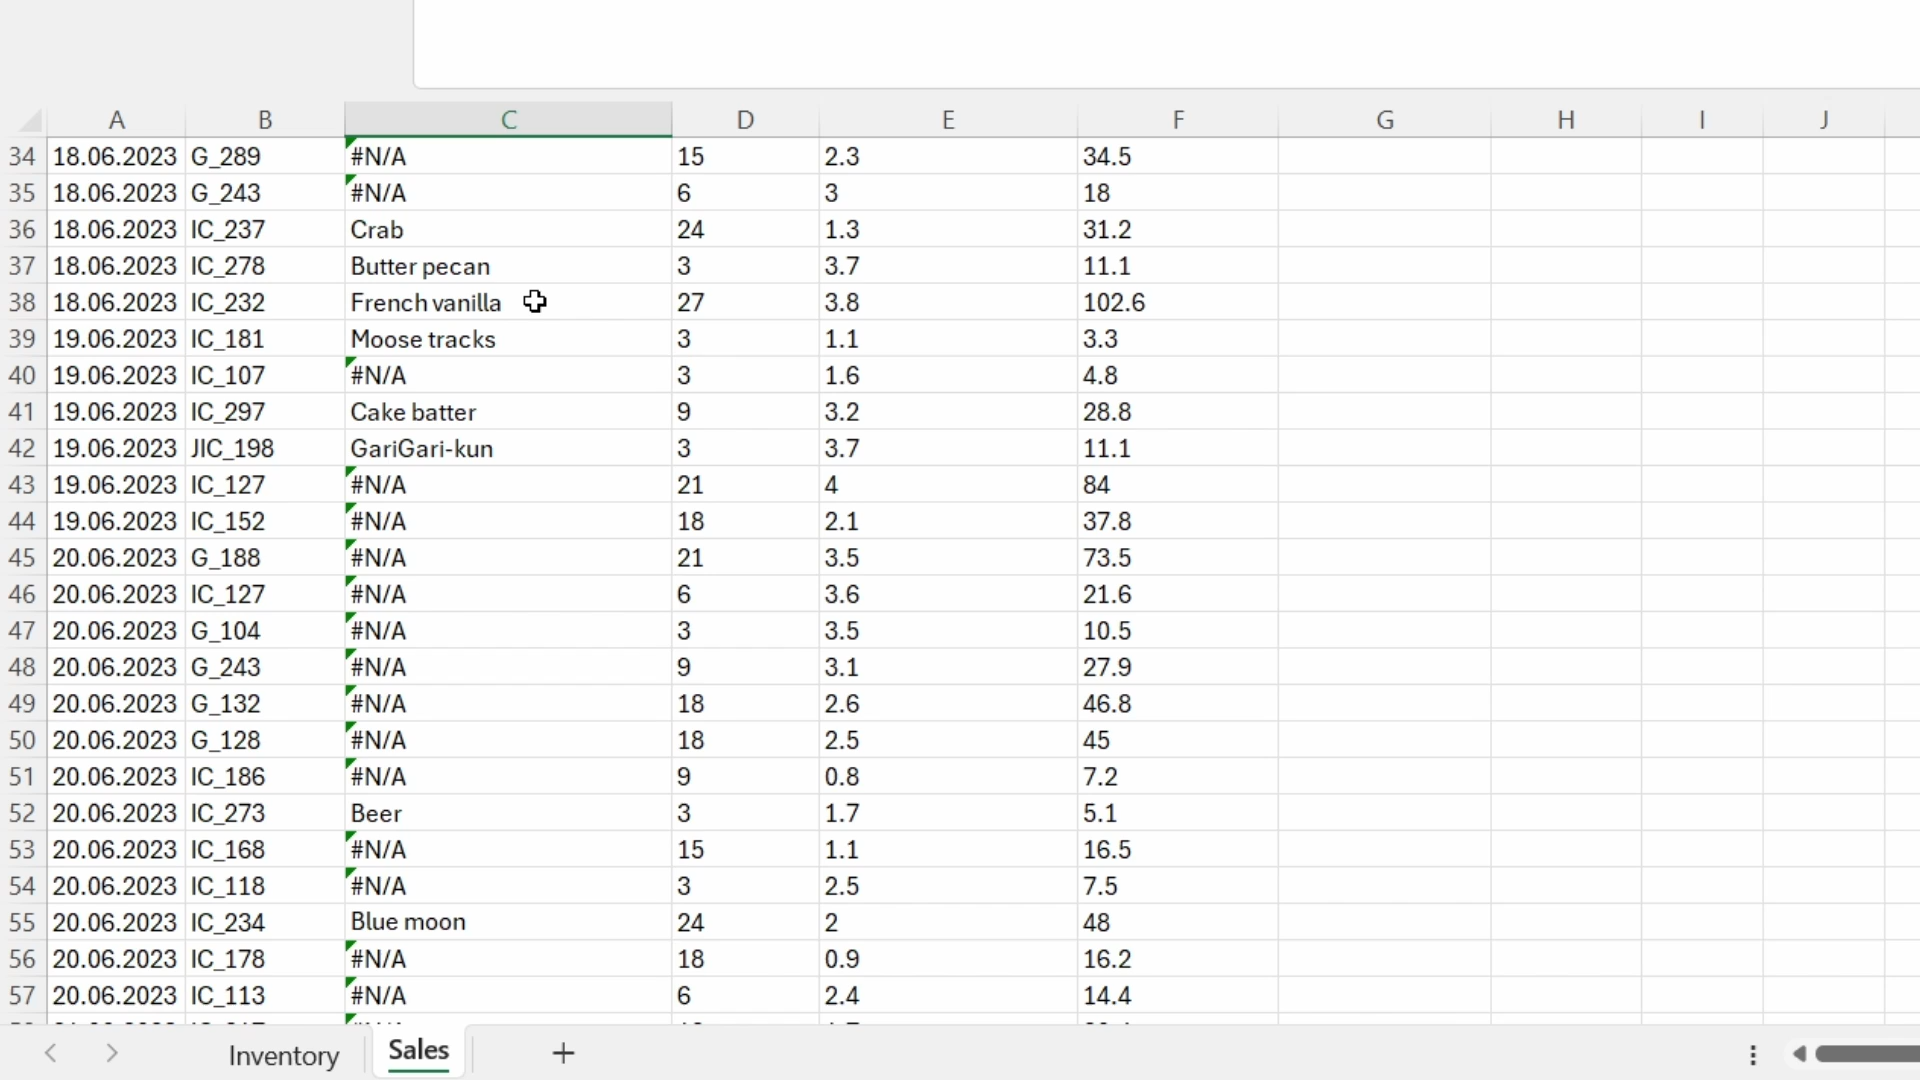 A B C D E F G H I J
34 18.06.2023 G_289 #N/A 15 2.3 34.5
35 18.06.2023 G_243 #N/A 6 3 18
36 18.06.2023 IC_237 Crab 24 1.3 31.2
37 18.06.2023 IC_278 Butter pecan 3 3.7 11.1
38 18.06.2023 IC_232 French vanilla 27 3.8 102.6
39 19.06.2023 IC_181 Moose tracks 3 1.1 3.3
40 19.06.2023 IC_107 #N/A 3 1.6 4.8
41 19.06.2023 IC_297 Cake batter 9 3.2 28.8
42 19.06.2023 JIC_198 GariGari-kun 3 3.7 11.1
43 19.06.2023 IC_127 #N/A 21 4 84
44 19.06.2023 IC_152 #N/A 18 2.1 37.8
45 20.06.2023 G_188 #N/A 21 3.5 73.5
46 20.06.2023 IC_127 #N/A 6 3.6 21.6
47 20.06.2023 G_104 #N/A 3 3.5 10.5
48 20.06.2023 G_243 #N/A 9 3.1 27.9
49 20.06.2023 G_132 #N/A 18 2.6 46.8
50 20.06.2023 G_128 #N/A 18 2.5 45
51 20.06.2023 IC_186 #N/A 9 0.8 7.2
52 20.06.2023 IC_273 Beer 3 1.7 5.1
53 20.06.2023 IC_168 #N/A 15 1.1 16.5
54 20.06.2023 IC_118 #N/A 3 2.5 7.5
55 20.06.2023 IC_234 Blue moon 24 2 48
56 20.06.2023 IC_178 #N/A 18 0.9 16.2
57 20.06.2023 IC_113 #N/A 6 2.4 14.4
Inventory Sales +